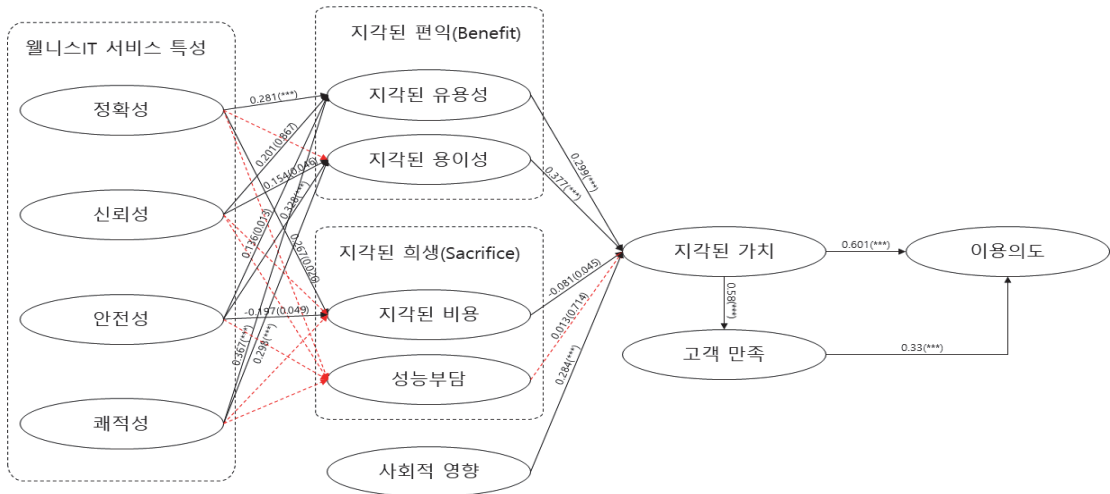 웰니스IT 서비스 특성
정확성
신뢰성
안전성
쾌적성
지각된 편익(Benefit)
지각된 유용성
지각된 용이성
지각된 희생(Sacrifice)
지각된 비용
성능부담
사회적 영향
지각된 가치
고객 만족
이용의도
0.281(***)
0.201(0.867)
0.154(0.046)
0.328(***)
0.136(0.013)
0.267(0.026)
-0.197(0.049)
0.367(***)
0.298(***)
0.299(***)
0.377(***)
-0.081(0.045)
0.013(0.714)
0.284(***)
0.601(***)
0.58(***)
0.33(***)